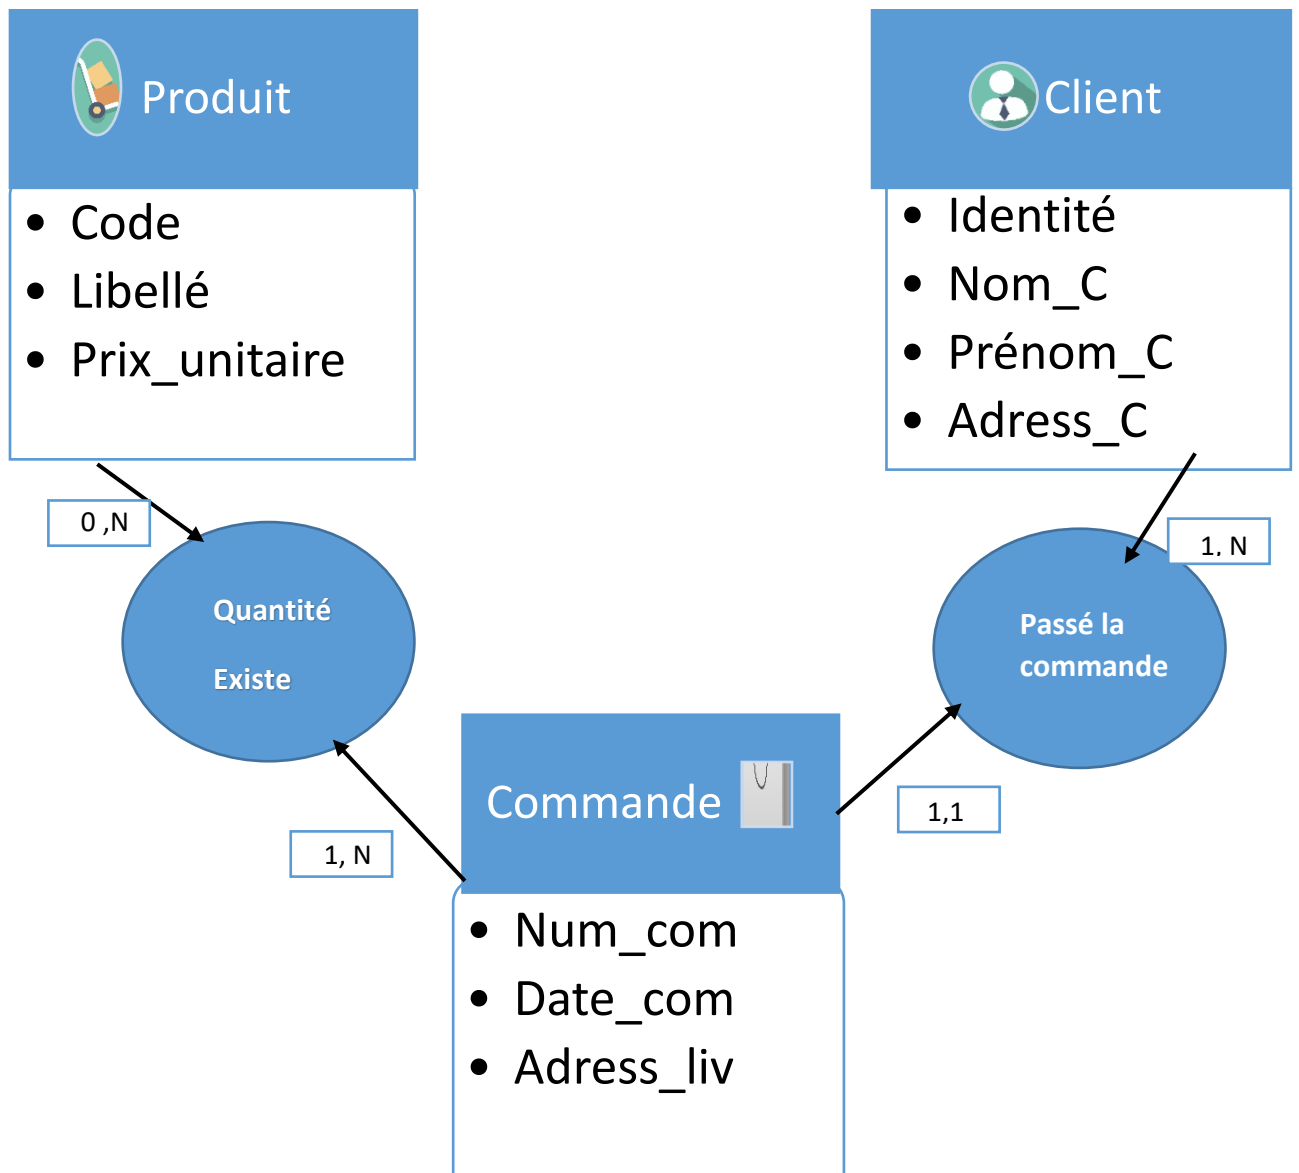 Produit
• Code
• Libellé
• Prix_unitaire
Client
• Identité
• Nom_C
• Prénom_C
• Adress_C
0 ,N
1, N
Quantité
Existe
Passé la
commande
1, N
1,1
Commande
• Num_com
• Date_com
• Adress_liv